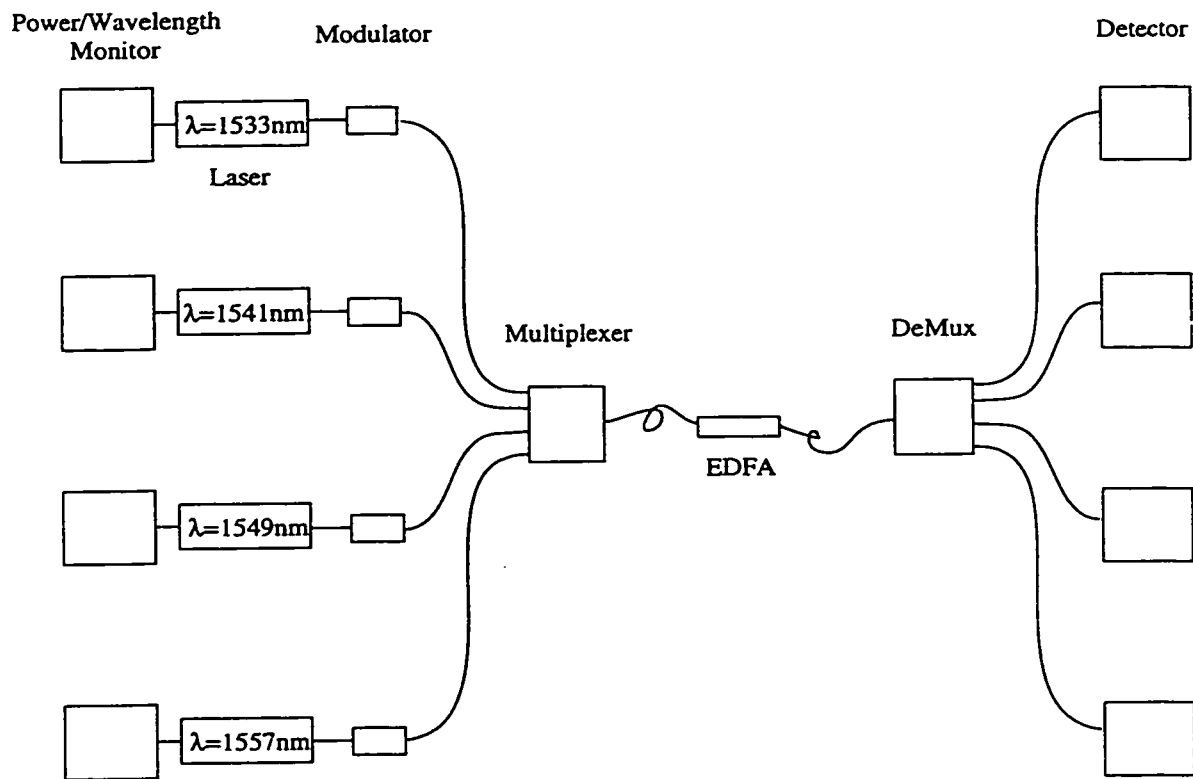 Power/Wavelength
Monitor
Modulator
Detector
λ=1533nm
Laser
λ=1541nm
Multiplexer
DeMux
EDFA
λ=1549nm
λ=1557nm